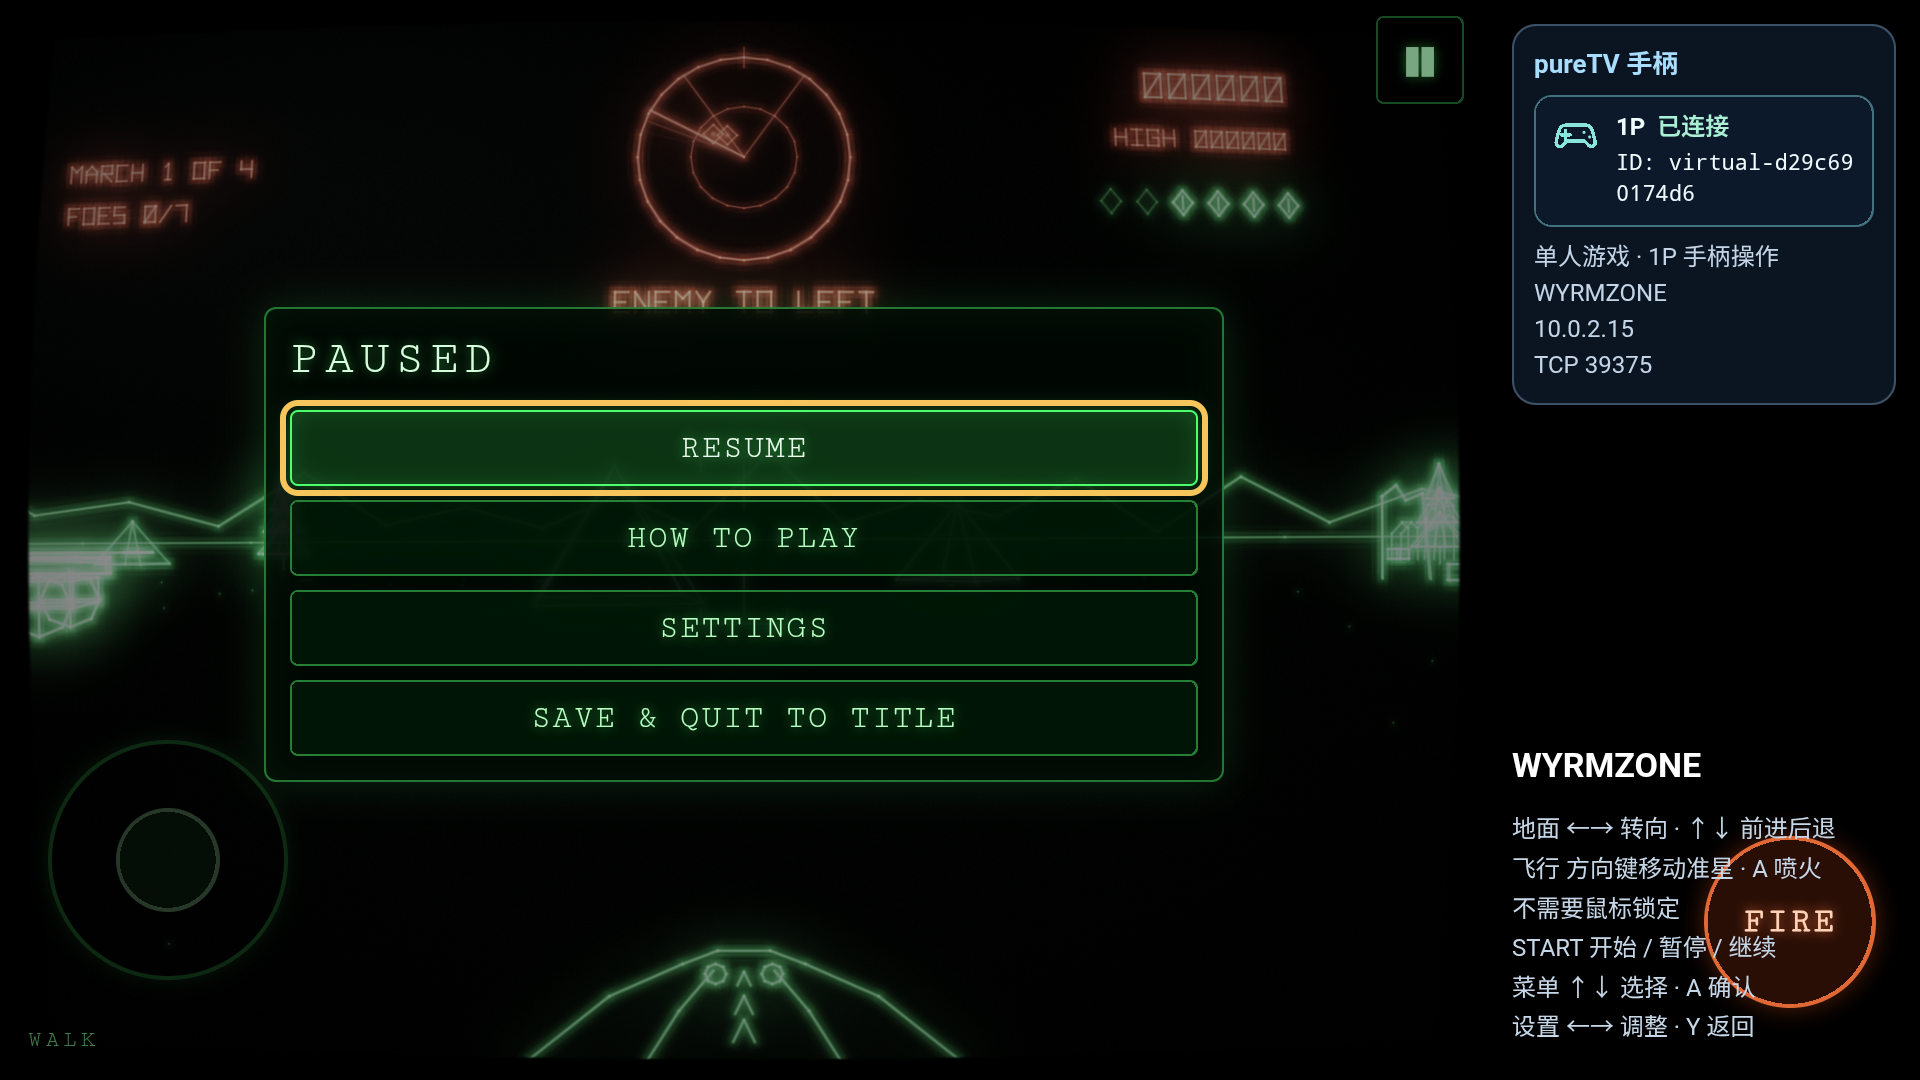 MARCH 1 OF 4
FOES 0/7
ENEMY TO LEFT
000000
HIGH 000000
PAUSED
RESUME
HOW TO PLAY
SETTINGS
SAVE & QUIT TO TITLE
WALK
pureTV 手柄
1P 已连接
ID: virtual-d29c69
0174d6
单人游戏 · 1P 手柄操作
WYRMZONE
10.0.2.15
TCP 39375
WYRMZONE
地面 ←→ 转向 · ↑↓ 前进后退
飞行 方向键移动准星 · A 喷火
不需要鼠标锁定
FIRE
START 开始 / 暂停 / 继续
菜单 ↑↓ 选择 · A 确认
设置 ←→ 调整 · Y 返回